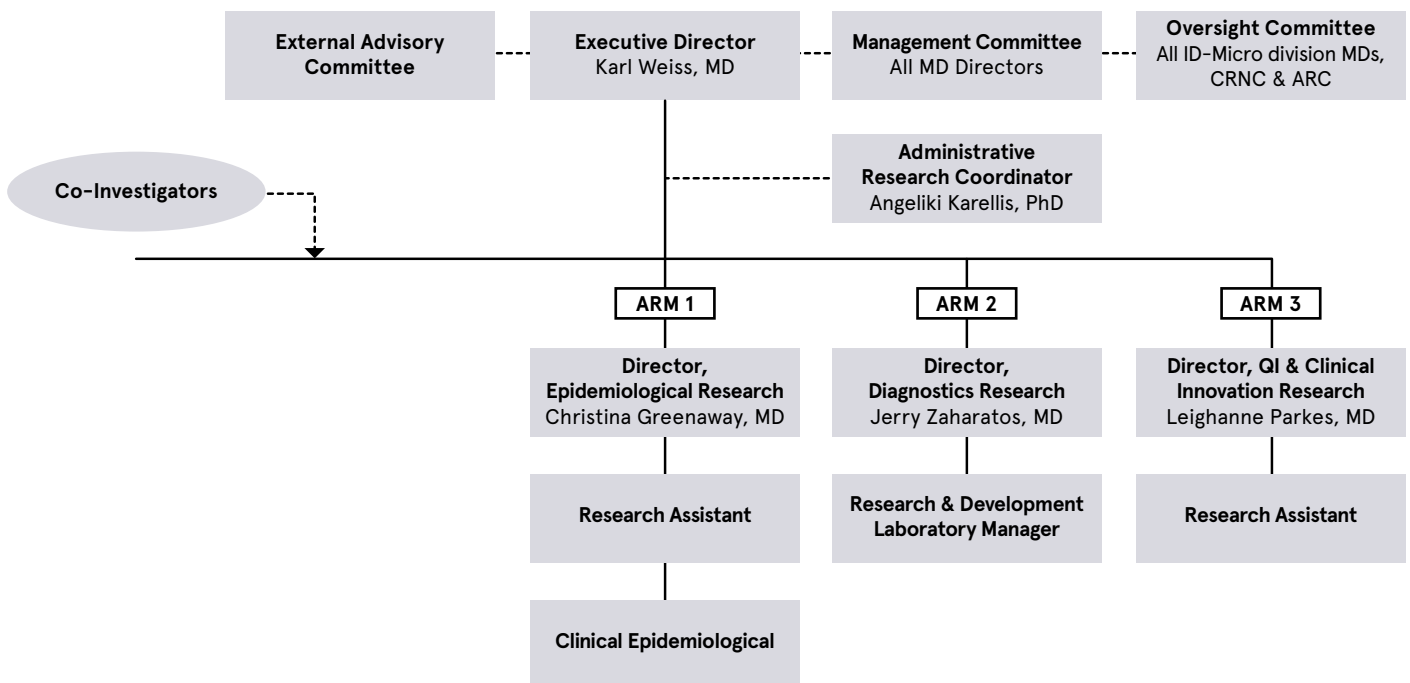 External Advisory
Committee
Executive Director
Karl Weiss, MD
Management Committee
All MD Directors
Oversight Committee
All ID-Micro division MDs,
CRNC & ARC
Administrative
Research Coordinator
Angeliki Karellis, PhD
Co-Investigators
ARM 1
ARM 2
ARM 3
Director,
Epidemiological Research
Christina Greenaway, MD
Director,
Diagnostics Research
Jerry Zaharatos, MD
Director, QI & Clinical
Innovation Research
Leighanne Parkes, MD
Research Assistant
Research & Development
Laboratory Manager
Research Assistant
Clinical Epidemiological